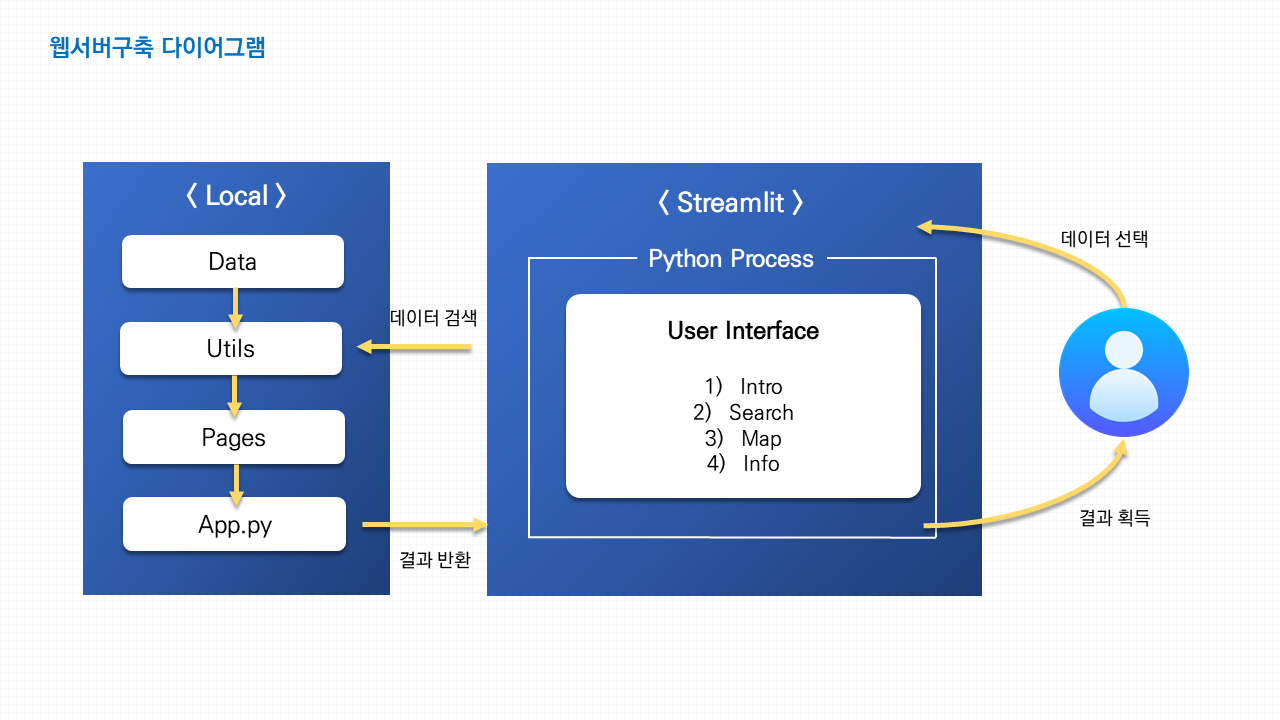 웹서버구축 다이어그램
〈 Local 〉
Data
Utils
Pages
App.py
데이터 검색
결과 반환
〈 Streamlit 〉
Python Process
User Interface
1) Intro
2) Search
3) Map
4) Info
데이터 선택
결과 획득